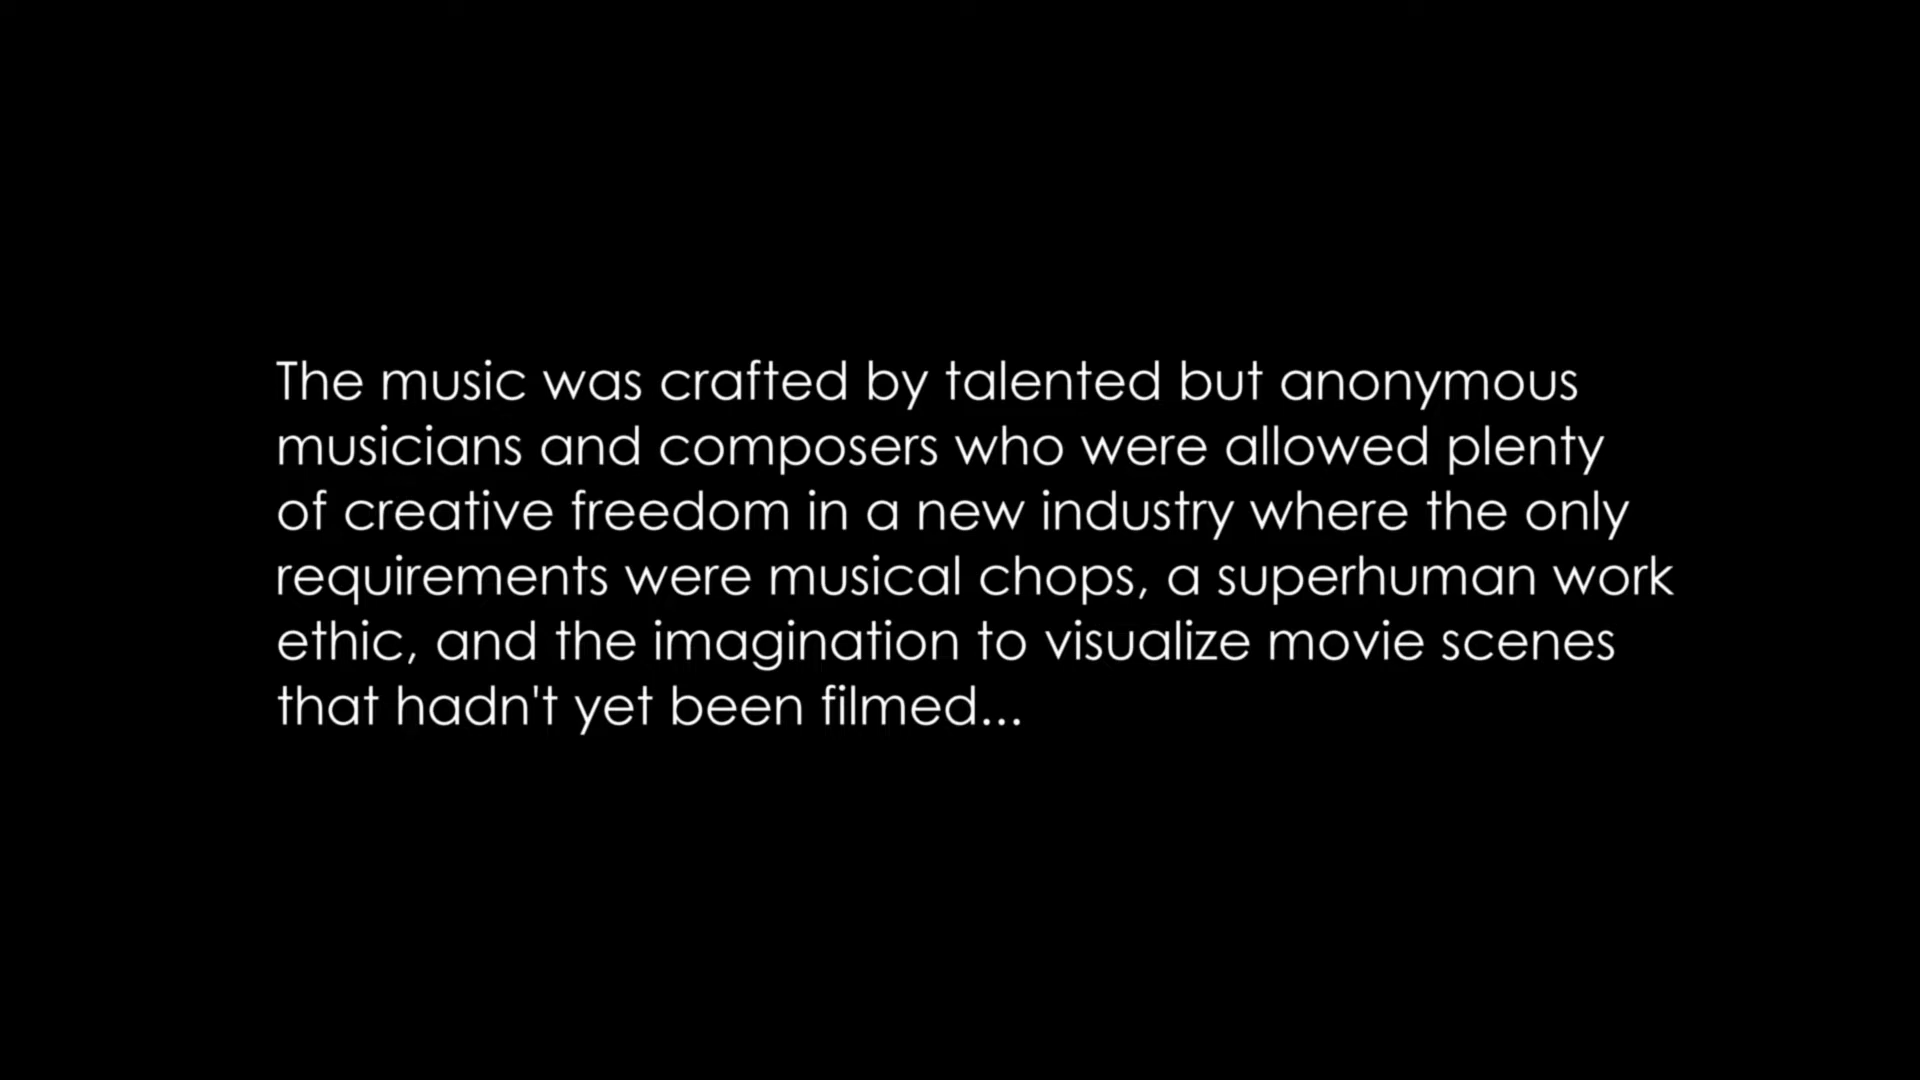 The music was crafted by talented but anonymous
musicians and composers who were allowed plenty
of creative freedom in a new industry where the only
requirements were musical chops, a superhuman work
ethic, and the imagination to visualize movie scenes
that hadn't yet been filmed...